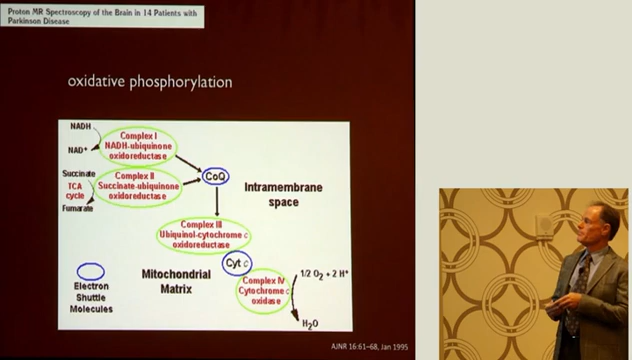 Proton MR Spectroscopy of the Brain in 14 Patients with
Parkinson Disease
oxidative phosphorylation
NADH
NAD+
Complex I
NADH-ubiquinone
oxidoreductase
Succinate
TCA
cycle
Fumarate
Complex II
Succinate-ubiquinone
oxidoreductase
CoQ
Intramembrane
space
Complex III
Ubiquinol-cytochrome c
oxidoreductase
Cyt c
Mitochondrial
Matrix
Complex IV
Cytochrome c
oxidase
1/2 O2 + 2 H+
H2O
Electron
Shuttle
Molecules
AJNR 16:61–68, Jan 1995